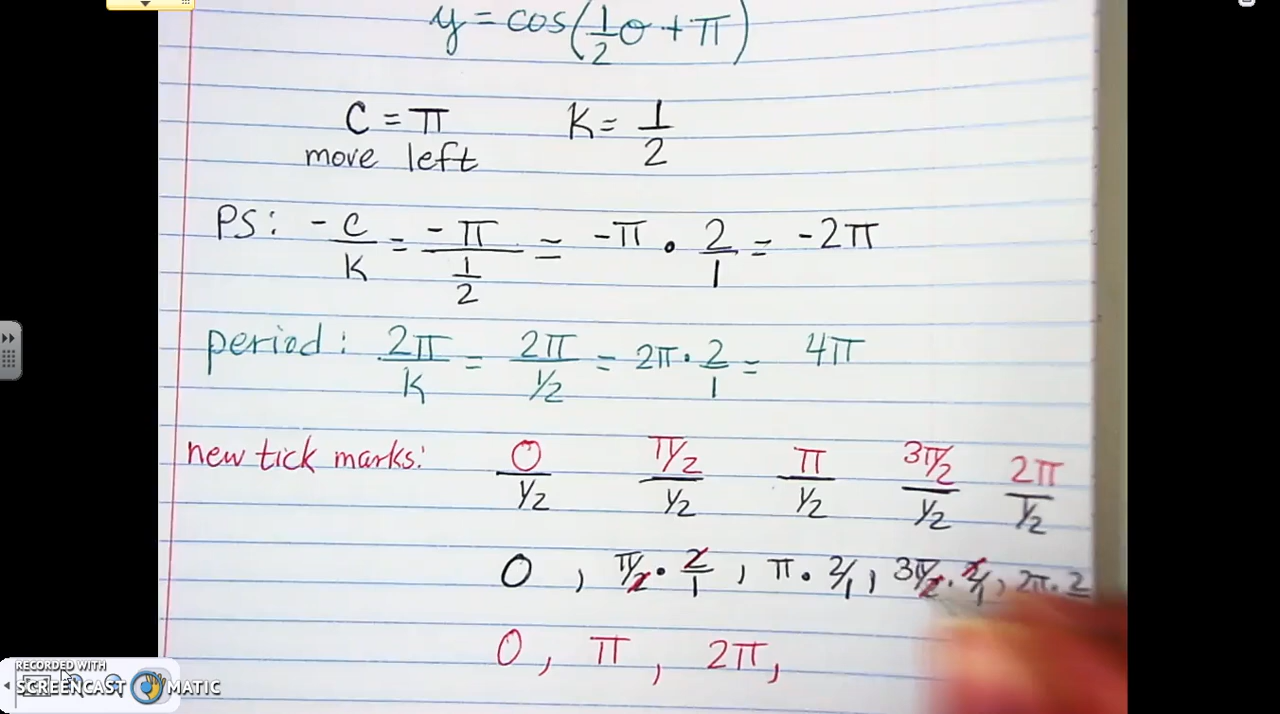 y = cos(1/2 θ + π)
C = π K = 1/2
move left
PS: -C/K = -π/(1/2) = -π • 2/1 = -2π
period: 2π/K = 2π/(1/2) = 2π • 2/1 = 4π
new tick marks: 0/(1/2) (π/2)/(1/2) π/(1/2) (3π/2)/(1/2) 2π/(1/2)
0, π/2 • 2/1, π • 2/1, 3π/2 • 2/1, 2π • 2
0, π, 2π,
RECORDED WITH
SCREENCAST MATIC